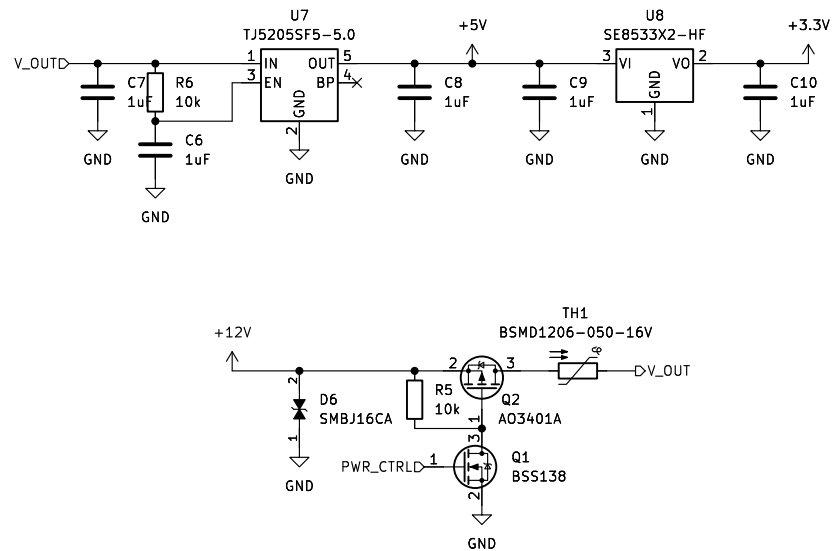 U7
TJ5205SF5-5.0
V_OUT
1
IN
OUT
5
3
EN
BP
4
GND
2
GND
C7
1uF
GND
R6
10k
C6
1uF
GND
C8
1uF
GND
+5V
C9
1uF
GND
U8
SE8533X2-HF
3
VI
VO
2
GND
1
GND
+3.3V
C10
1uF
GND
+12V
2
D6
SMBJ16CA
1
GND
R5
10k
2
3
Q2
AO3401A
1
TH1
BSMD1206-050-16V
θ
V_OUT
PWR_CTRL
1
3
Q1
BSS138
2
GND